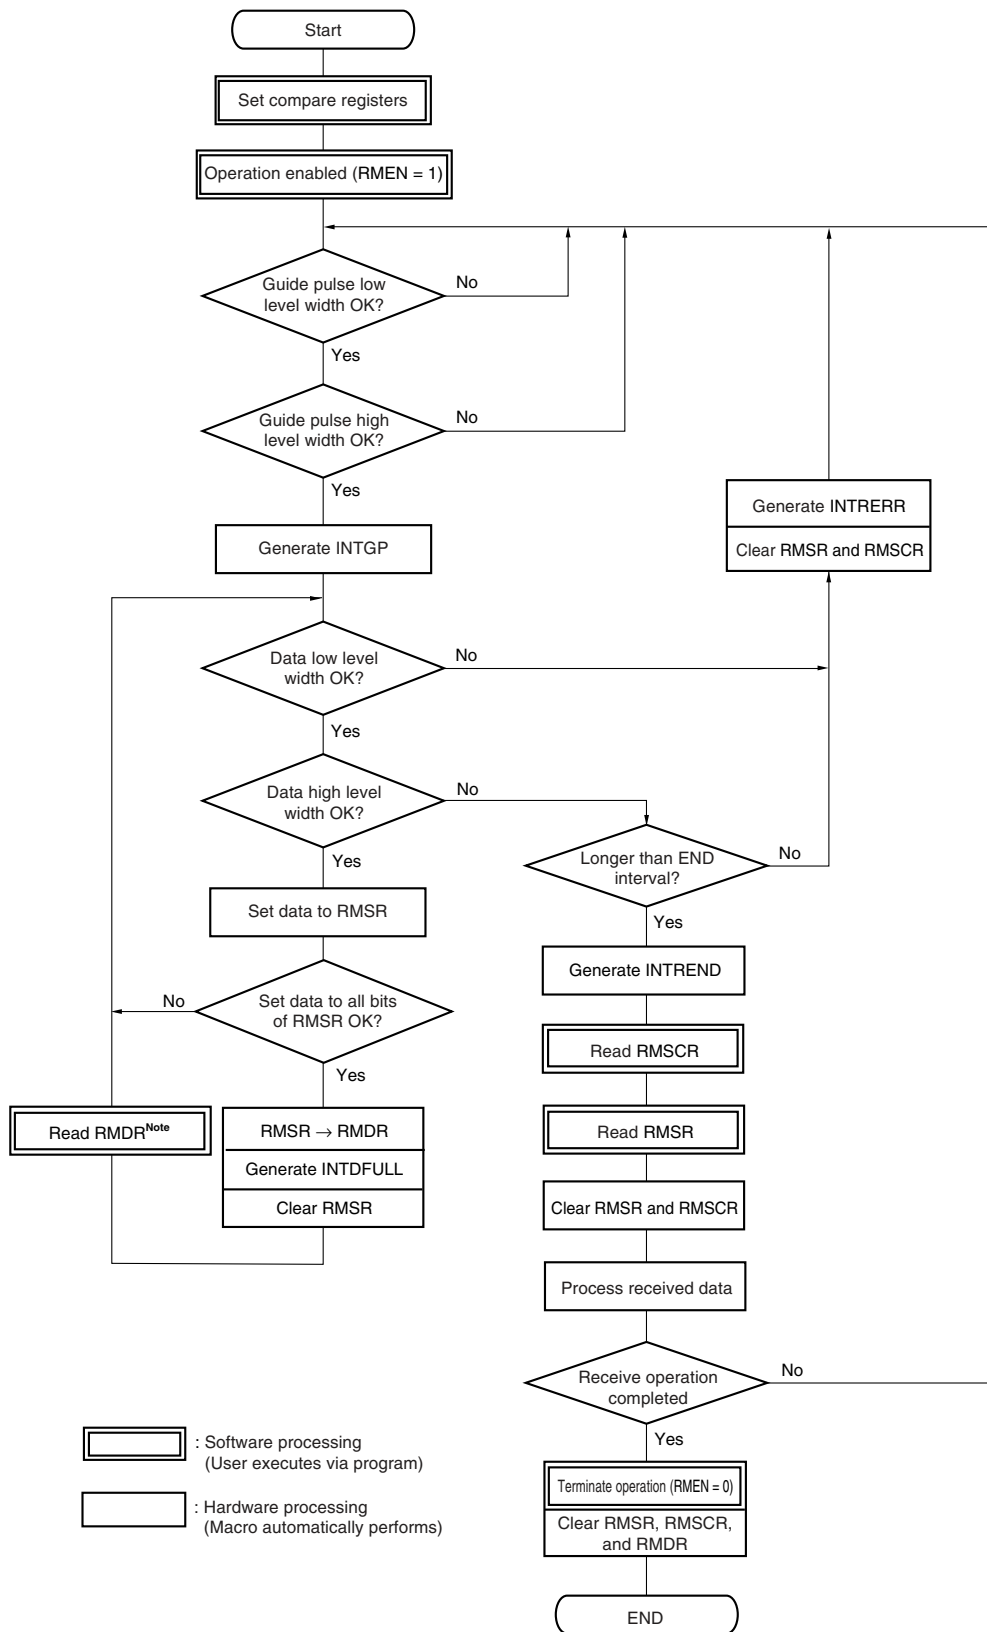 Start
Set compare registers
Operation enabled (RMEN = 1)
Guide pulse low
level width OK?
No
Yes
Guide pulse high
level width OK?
No
Yes
Generate INTGP
Generate INTRERR
Clear RMSR and RMSCR
Data low level
width OK?
No
Yes
Data high level
width OK?
No
Yes
Longer than END
interval?
No
Yes
Set data to RMSR
Set data to all bits
of RMSR OK?
No
Yes
Generate INTREND
Read RMSCR
Read RMDRNote
RMSR → RMDR
Generate INTDFULL
Clear RMSR
Read RMSR
Clear RMSR and RMSCR
Process received data
Receive operation
completed
No
Yes
Terminate operation (RMEN = 0)
Clear RMSR, RMSCR,
and RMDR
END
: Software processing
(User executes via program)
: Hardware processing
(Macro automatically performs)